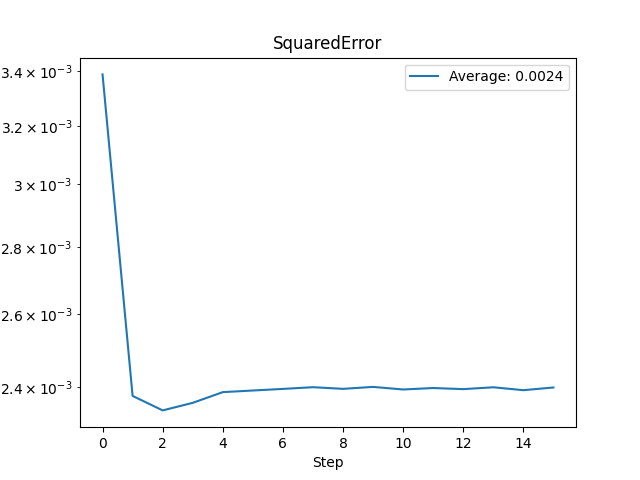 SquaredError
Average: 0.0024
3.4 × 10⁻³
3.2 × 10⁻³
3 × 10⁻³
2.8 × 10⁻³
2.6 × 10⁻³
2.4 × 10⁻³
0 2 4 6 8 10 12 14
Step